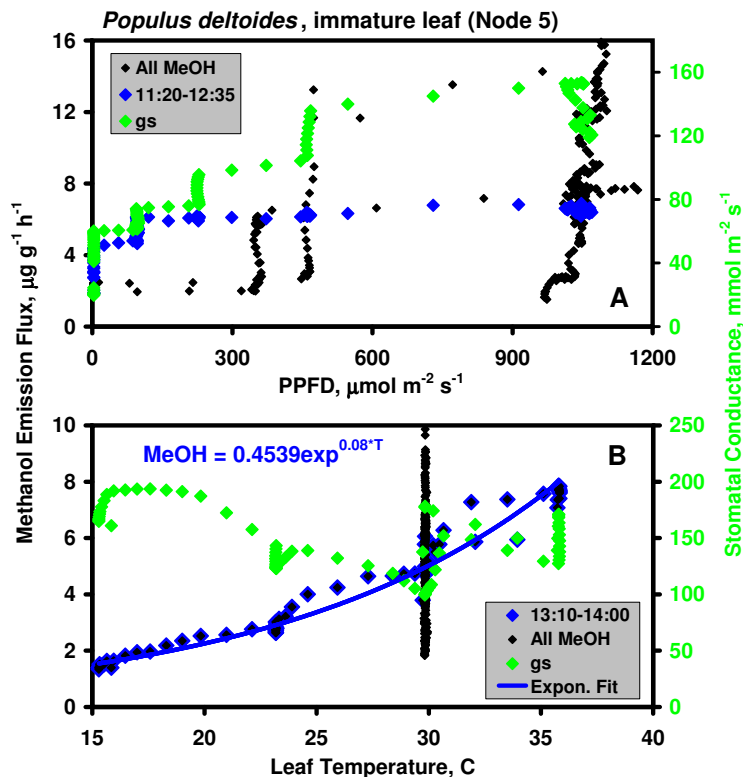 Populus deltoides, immature leaf (Node 5)
16
12
8
4
0
160
120
80
40
0
All MeOH
11:20-12:35
gs
A
0
300
600
900
1200
PPFD, μmol m⁻² s⁻¹
Methanol Emission Flux, μg g⁻¹ h⁻¹
Stomatal Conductance, mmol m⁻² s⁻¹
10
8
6
4
2
0
250
200
150
100
50
0
MeOH = 0.4539exp^0.08*T
B
13:10-14:00
All MeOH
gs
Expon. Fit
15
20
25
30
35
40
Leaf Temperature, C